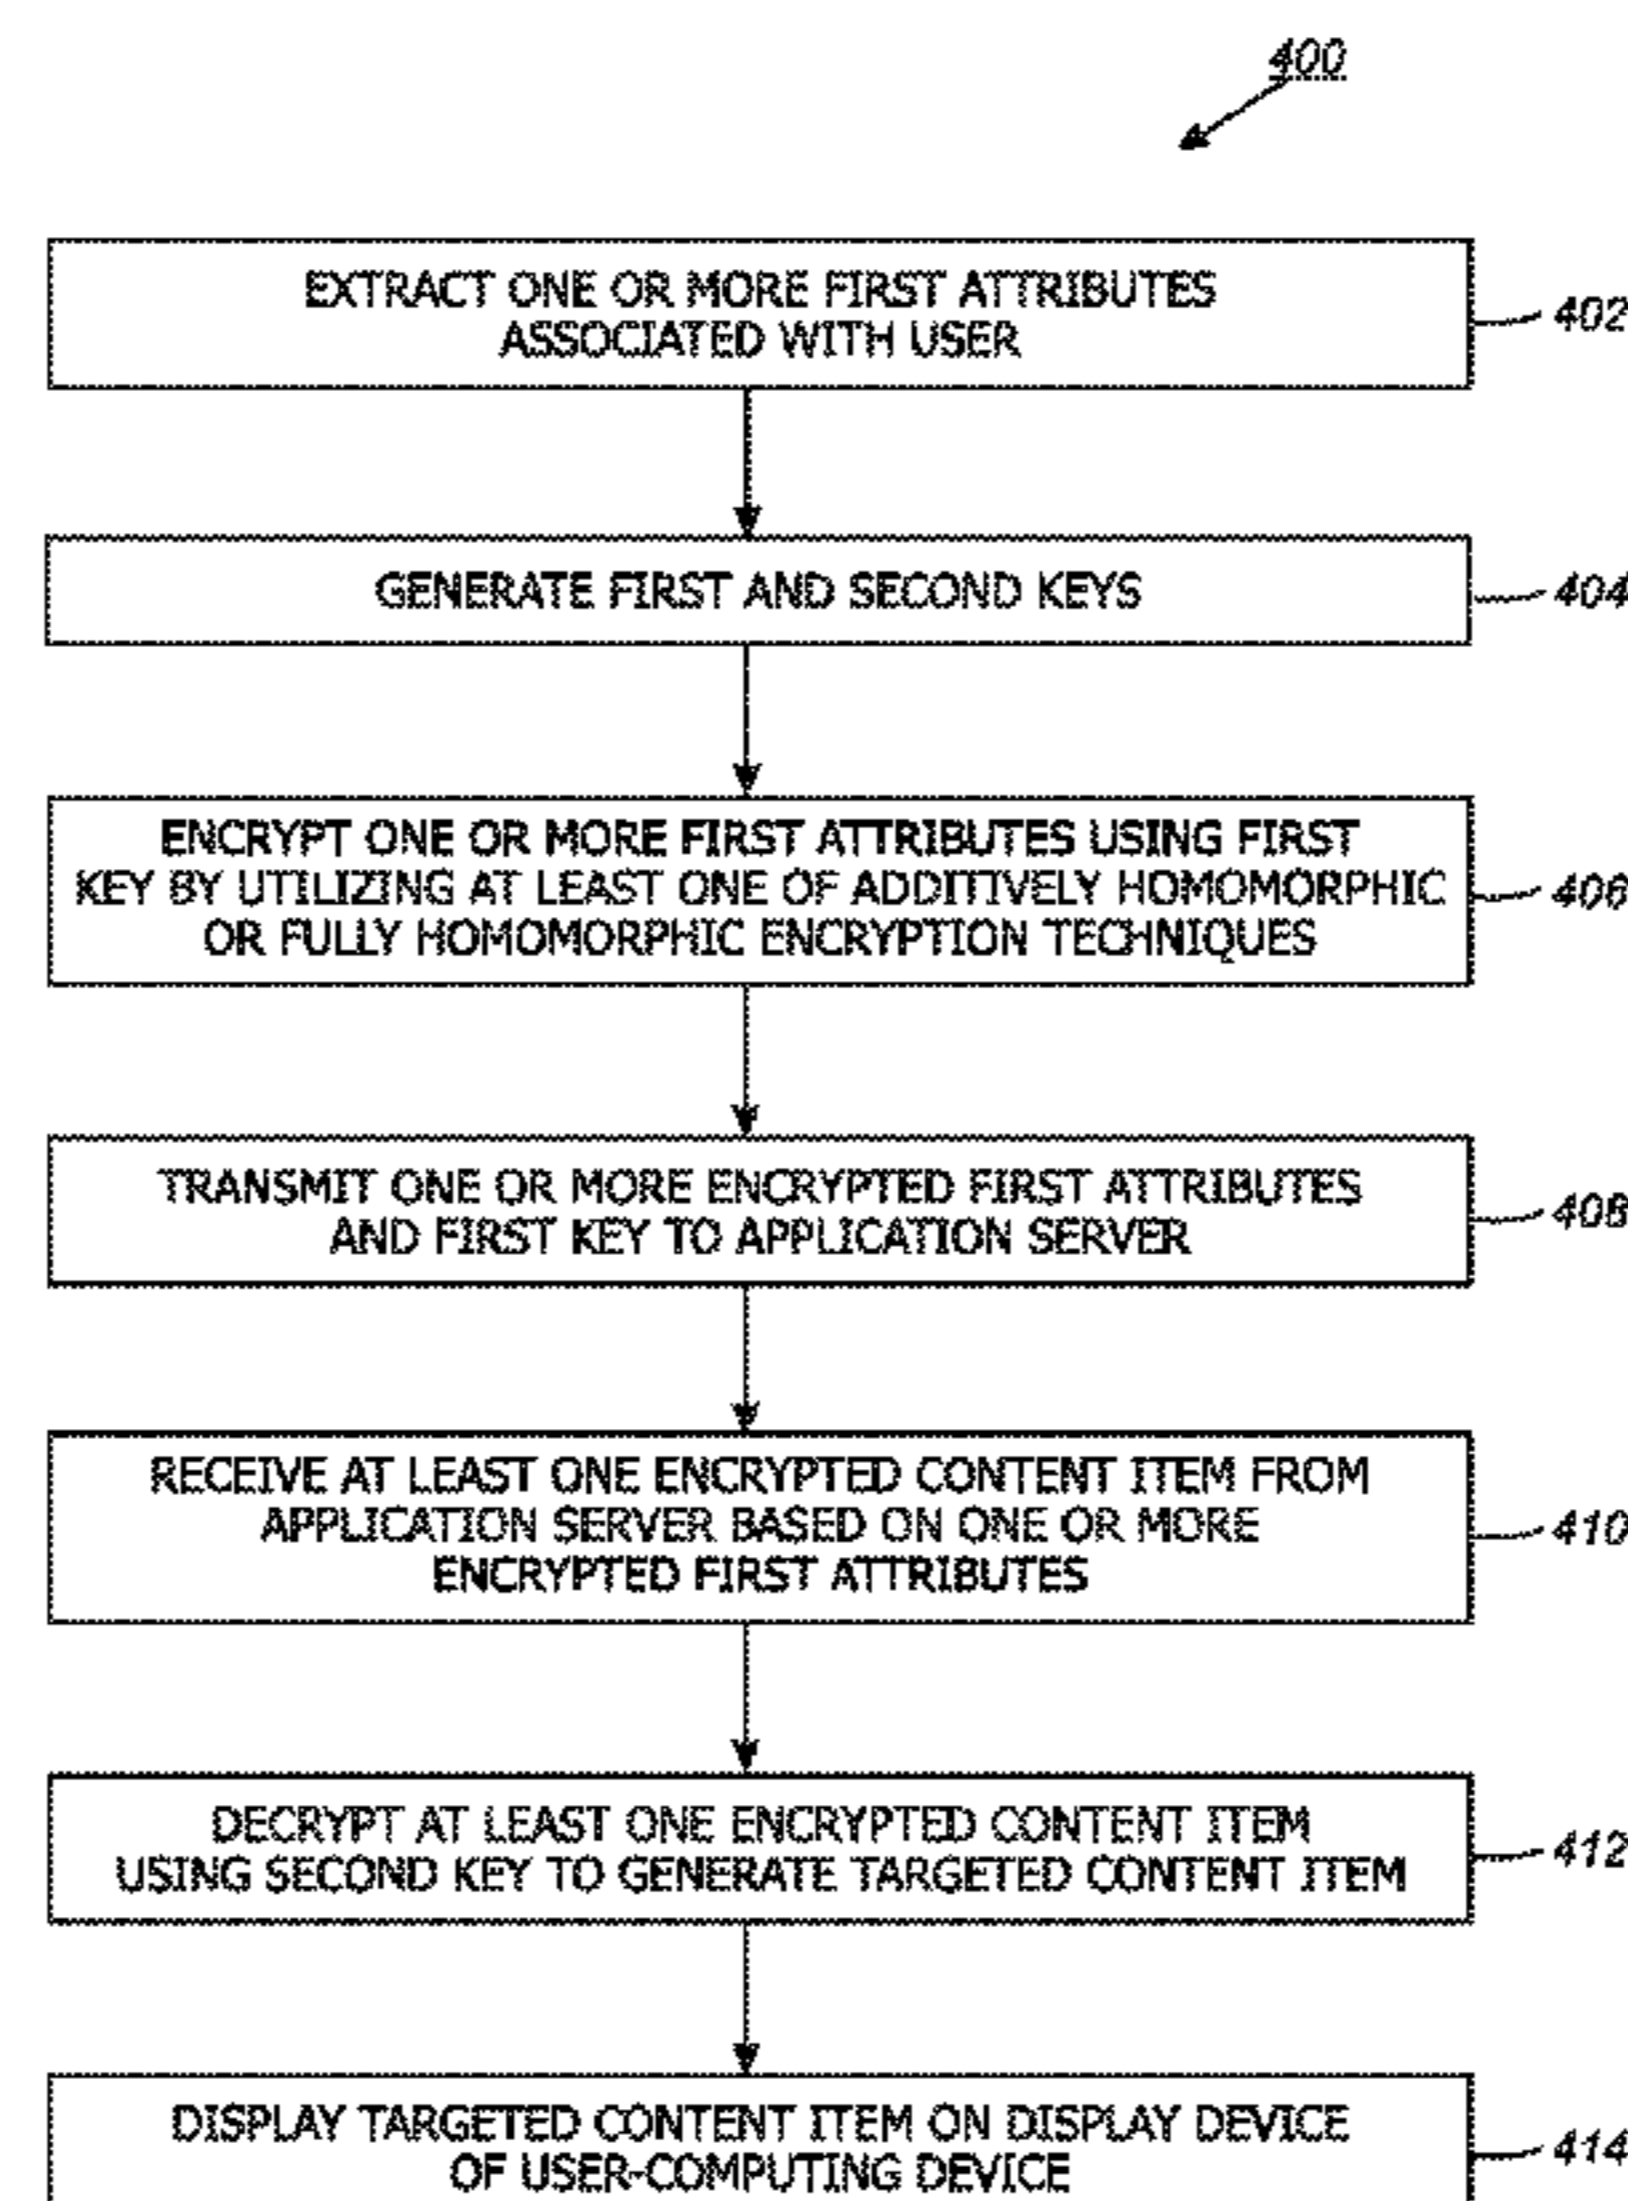 400
EXTRACT ONE OR MORE FIRST ATTRIBUTES
ASSOCIATED WITH USER
402
GENERATE FIRST AND SECOND KEYS
404
ENCRYPT ONE OR MORE FIRST ATTRIBUTES USING FIRST
KEY BY UTILIZING AT LEAST ONE OF ADDITIVELY HOMOMORPHIC
OR FULLY HOMOMORPHIC ENCRYPTION TECHNIQUES
406
TRANSMIT ONE OR MORE ENCRYPTED FIRST ATTRIBUTES
AND FIRST KEY TO APPLICATION SERVER
408
RECEIVE AT LEAST ONE ENCRYPTED CONTENT ITEM FROM
APPLICATION SERVER BASED ON ONE OR MORE
ENCRYPTED FIRST ATTRIBUTES
410
DECRYPT AT LEAST ONE ENCRYPTED CONTENT ITEM
USING SECOND KEY TO GENERATE TARGETED CONTENT ITEM
412
DISPLAY TARGETED CONTENT ITEM ON DISPLAY DEVICE
OF USER-COMPUTING DEVICE
414